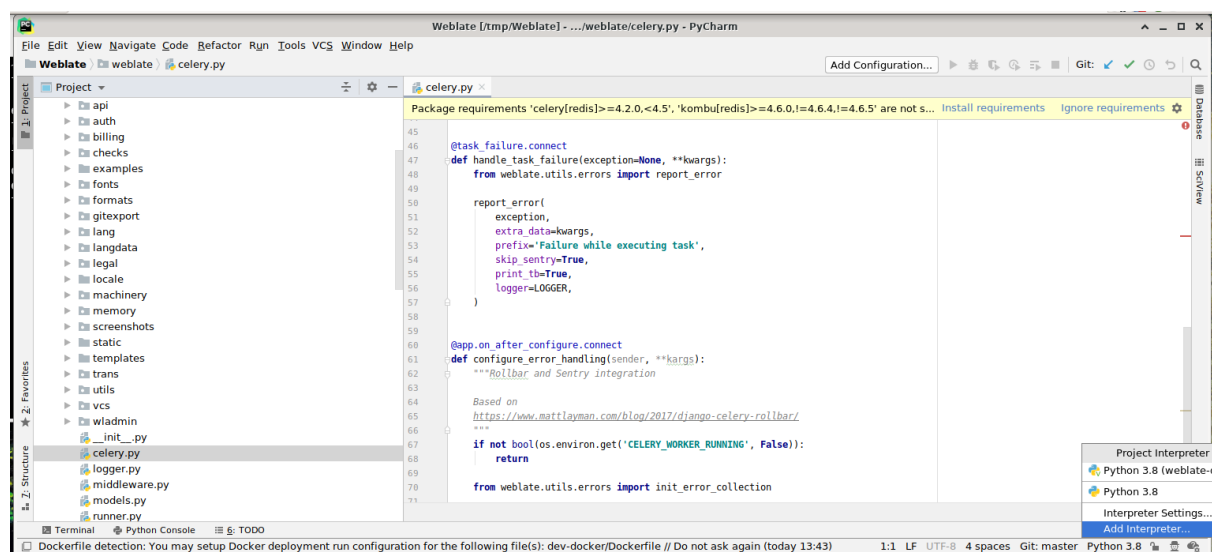 Weblate [/tmp/Weblate] - .../weblate/celery.py - PyCharm
File Edit View Navigate Code Refactor Run Tools VCS Window Help
Weblate weblate celery.py Add Configuration... Git:
1: Project
Project
celery.py
api
auth
billing
checks
examples
fonts
formats
gitexport
lang
langdata
legal
locale
machinery
memory
screenshots
static
templates
trans
utils
vcs
wladmin
__init__.py
celery.py
logger.py
middleware.py
models.py
runner.py
2: Favorites
Z: Structure
Package requirements 'celery[redis]>=4.2.0,<4.5', 'kombu[redis]>=4.6.0,!=4.6.4,!=4.6.5' are not s... Install requirements Ignore requirements
45
46 @task_failure.connect
47 def handle_task_failure(exception=None, **kwargs):
48 from weblate.utils.errors import report_error
49
50 report_error(
51 exception,
52 extra_data=kwargs,
53 prefix='Failure while executing task',
54 skip_sentry=True,
55 print_tb=True,
56 logger=LOGGER,
57 )
58
59
60 @app.on_after_configure.connect
61 def configure_error_handling(sender, **kargs):
62 """Rollbar and Sentry integration
63
64 Based on
65 https://www.mattlayman.com/blog/2017/django-celery-rollbar/
66 """
67 if not bool(os.environ.get('CELERY_WORKER_RUNNING', False)):
68 return
69
70 from weblate.utils.errors import init_error_collection
71
Database
SciView
Project Interpreter
Python 3.8 (weblate-
Python 3.8
Interpreter Settings...
Add Interpreter...
Terminal Python Console 6: TODO
Dockerfile detection: You may setup Docker deployment run configuration for the following file(s): dev-docker/Dockerfile // Do not ask again (today 13:43) 1:1 LF UTF-8 4 spaces Git: master Python 3.8